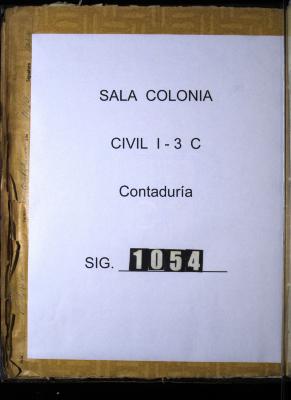 SALA COLONIA
CIVIL I - 3 C
Contaduría
SIG. 1054